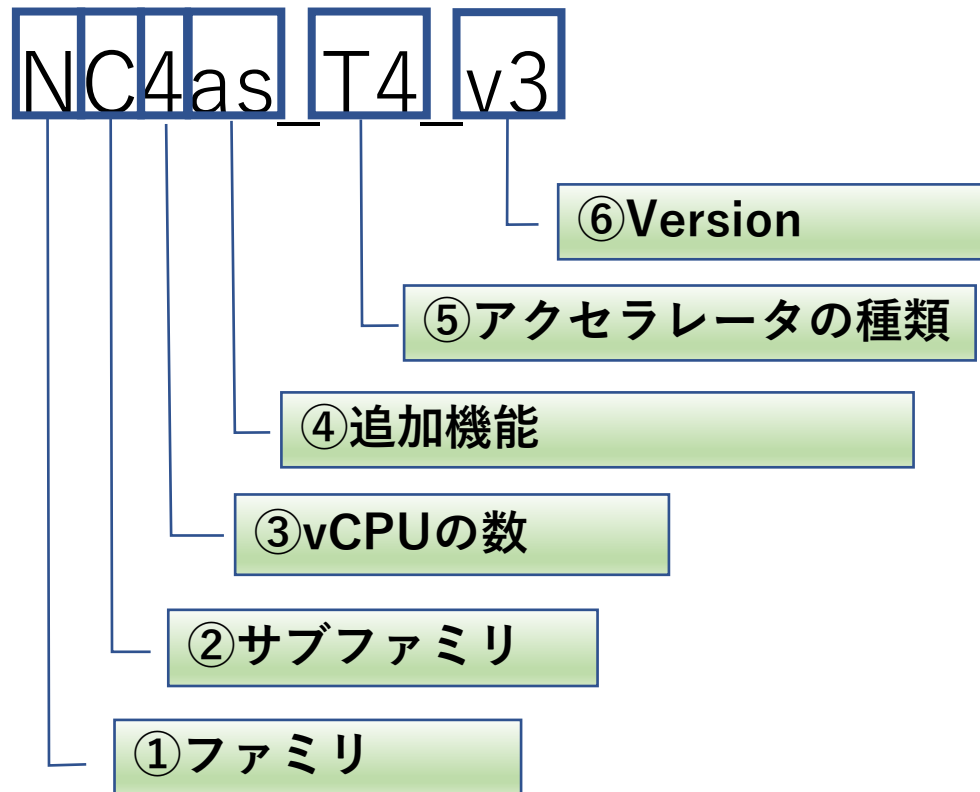 NC4as_T4_v3
⑥Version
⑤アクセラレータの種類
④追加機能
③vCPUの数
②サブファミリ
①ファミリ